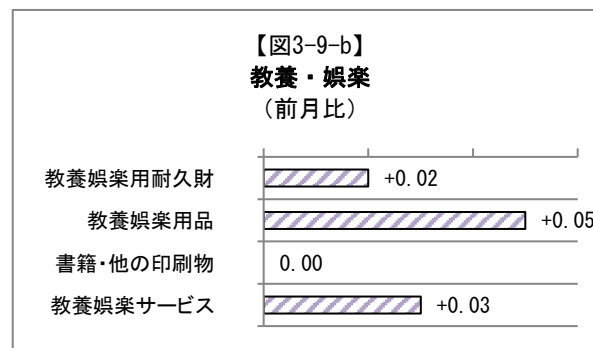 【図3-9-b】
教養・娯楽
（前月比）
教養娯楽用耐久財 +0.02
教養娯楽用品 +0.05
書籍・他の印刷物 0.00
教養娯楽サービス +0.03